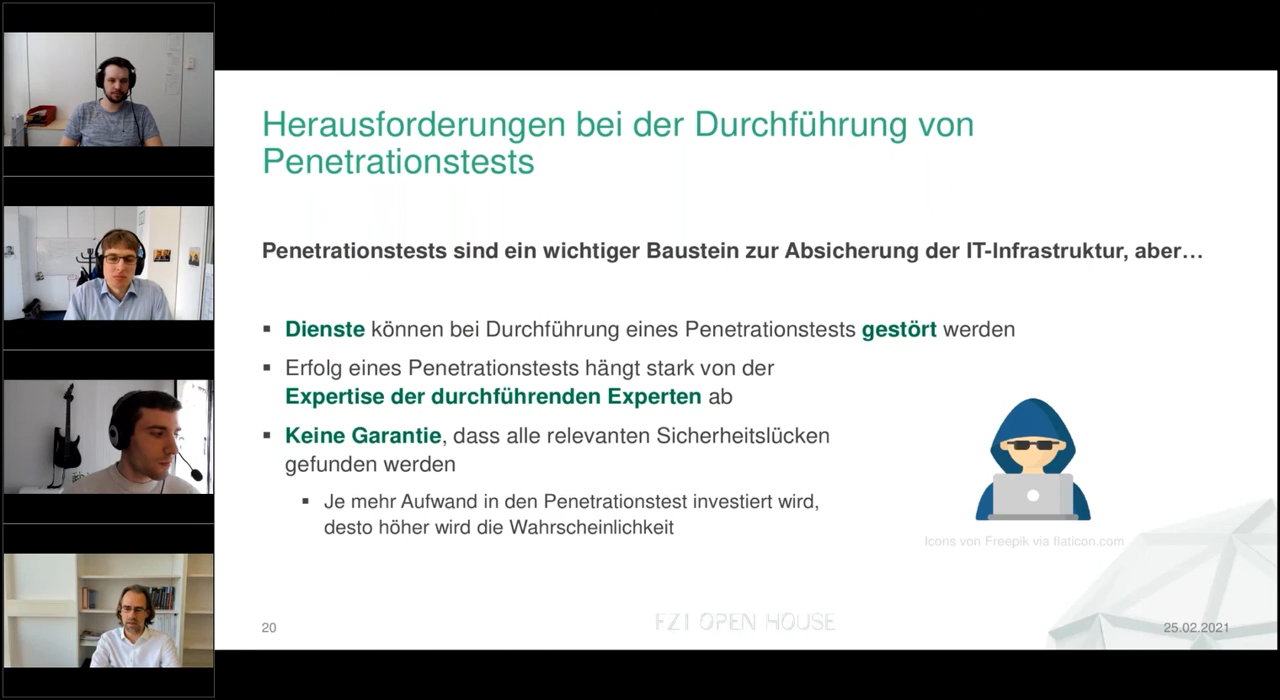 Herausforderungen bei der Durchführung von
Penetrationstests
Penetrationstests sind ein wichtiger Baustein zur Absicherung der IT-Infrastruktur, aber…
▪ Dienste können bei Durchführung eines Penetrationstests gestört werden
▪ Erfolg eines Penetrationstests hängt stark von der
Expertise der durchführenden Experten ab
▪ Keine Garantie, dass alle relevanten Sicherheitslücken
gefunden werden
▪ Je mehr Aufwand in den Penetrationstest investiert wird,
desto höher wird die Wahrscheinlichkeit
Icons von Freepik via flaticon.com
20
FZI OPEN HOUSE
25.02.2021